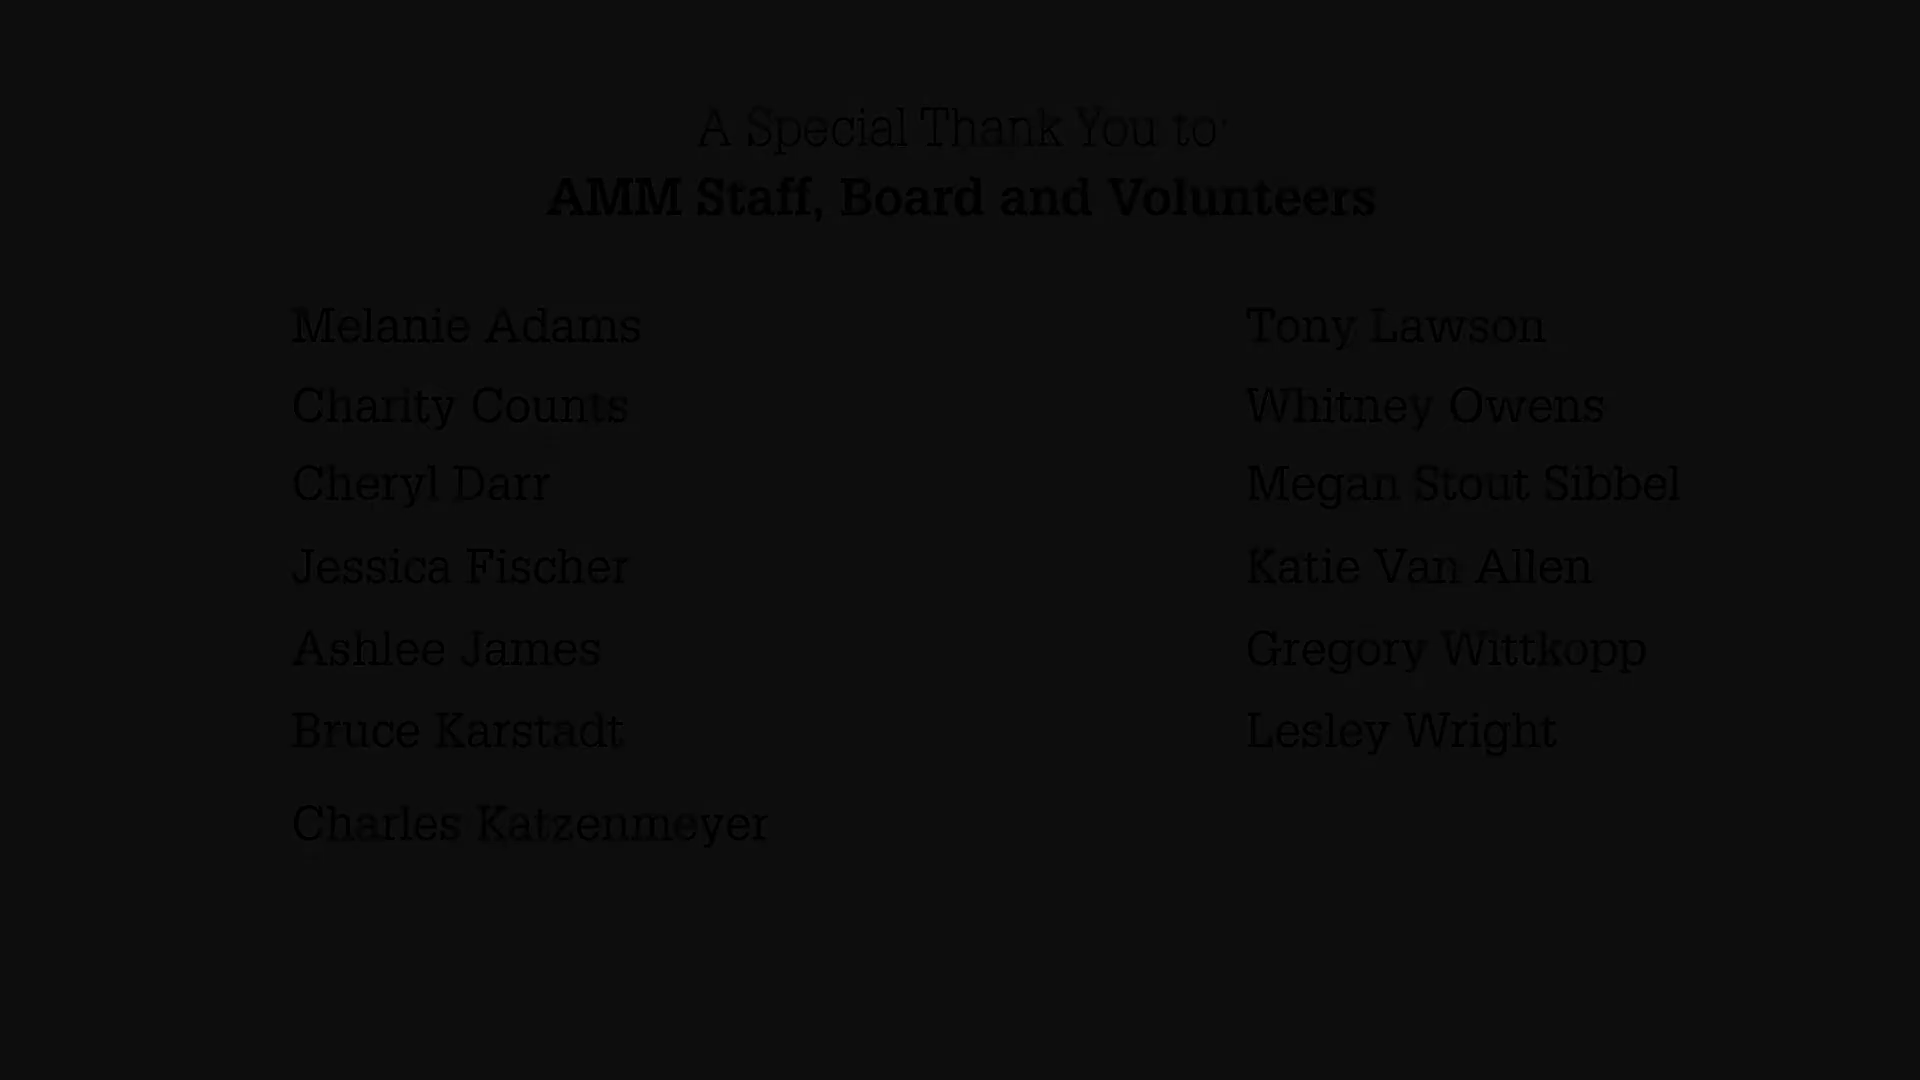 A Special Thank You to
AMM Staff, Board and Volunteers
Melanie Adams
Charity Counts
Cheryl Darr
Jessica Fischer
Ashlee James
Bruce Karstadt
Charles Katzenmeyer
Tony Lawson
Whitney Owens
Megan Stout Sibbel
Katie Van Allen
Gregory Wittkopp
Lesley Wright